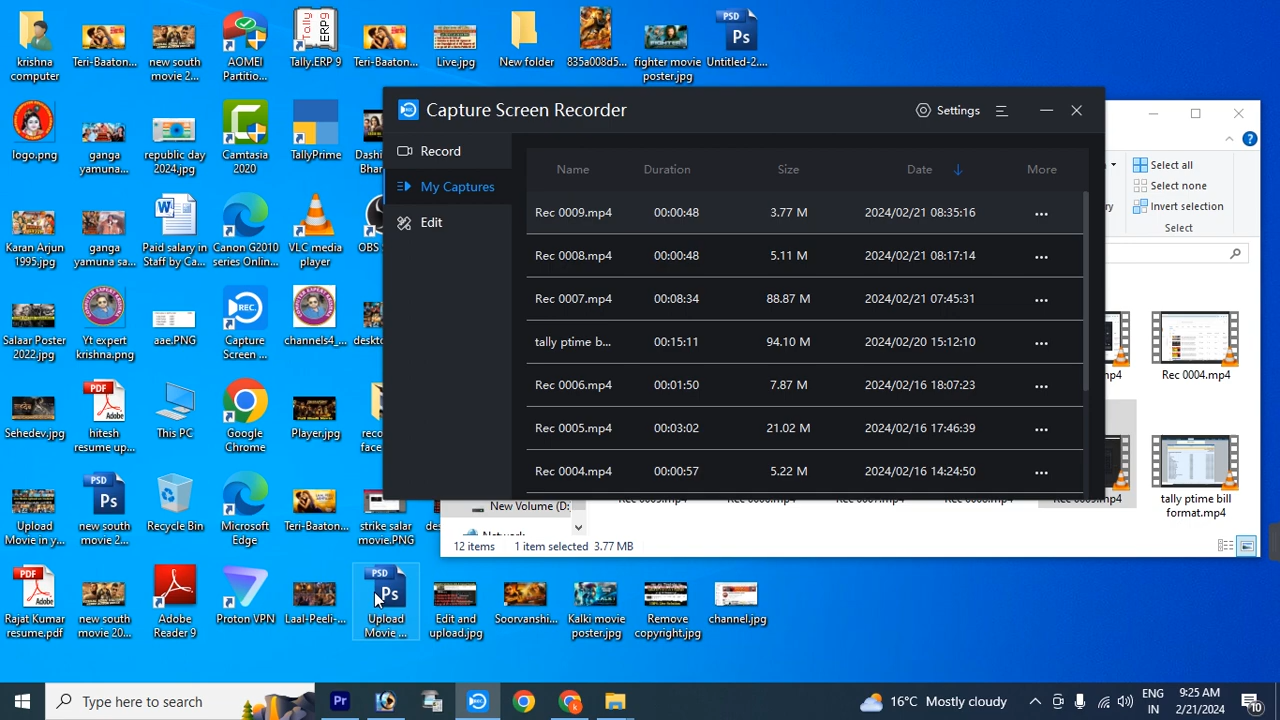 krishna
computer
Teri-Baaton...
new south
movie 2...
AOMEI
Partitio...
Tally.ERP 9
Teri-Baaton...
Live.jpg
New folder
835a008d5...
fighter movie
poster.jpg
Untitled-2....
logo.png
ganga
yamuna...
republic day
2024.jpg
Camtasia
2020
TallyPrime
Dashi
Bhar
Karan Arjun
1995.jpg
ganga
yamuna sa...
Paid salary in
Staff by Ca...
Canon G2010
series Onlin...
VLC media
player
OBS S
Salaar Poster
2022.jpg
Yt expert
krishna.png
aae.PNG
Capture
Screen ...
channels4_...
deskto
Sehedev.jpg
hitesh
resume up...
This PC
Google
Chrome
Player.jpg
reco
face
Upload
Movie in y...
new south
movie 2...
Recycle Bin
Microsoft
Edge
Teri-Baaton...
strike salar
movie.PNG
Rajat Kumar
resume.pdf
new south
movie 20...
Adobe
Reader 9
Proton VPN
Laal-Peeli-...
Upload
Movie ...
Edit and
upload.jpg
Soorvanshi...
Kalki movie
poster.jpg
Remove
copyright.jpg
channel.jpg
Capture Screen Recorder
Settings
Record
My Captures
Edit
Name Duration Size Date More
Rec 0009.mp4 00:00:48 3.77 M 2024/02/21 08:35:16 ...
Rec 0008.mp4 00:00:48 5.11 M 2024/02/21 08:17:14 ...
Rec 0007.mp4 00:08:34 88.87 M 2024/02/21 07:45:31 ...
tally ptime b... 00:15:11 94.10 M 2024/02/20 15:12:10 ...
Rec 0006.mp4 00:01:50 7.87 M 2024/02/16 18:07:23 ...
Rec 0005.mp4 00:03:02 21.02 M 2024/02/16 17:46:39 ...
Rec 0004.mp4 00:00:57 5.22 M 2024/02/16 14:24:50 ...
Select all
Select none
Invert selection
Select
Rec 0004.mp4
tally ptime bill
format.mp4
New Volume (D:
Network
12 items 1 item selected 3.77 MB
Type here to search
16°C Mostly cloudy
ENG
IN
9:25 AM
2/21/2024
10